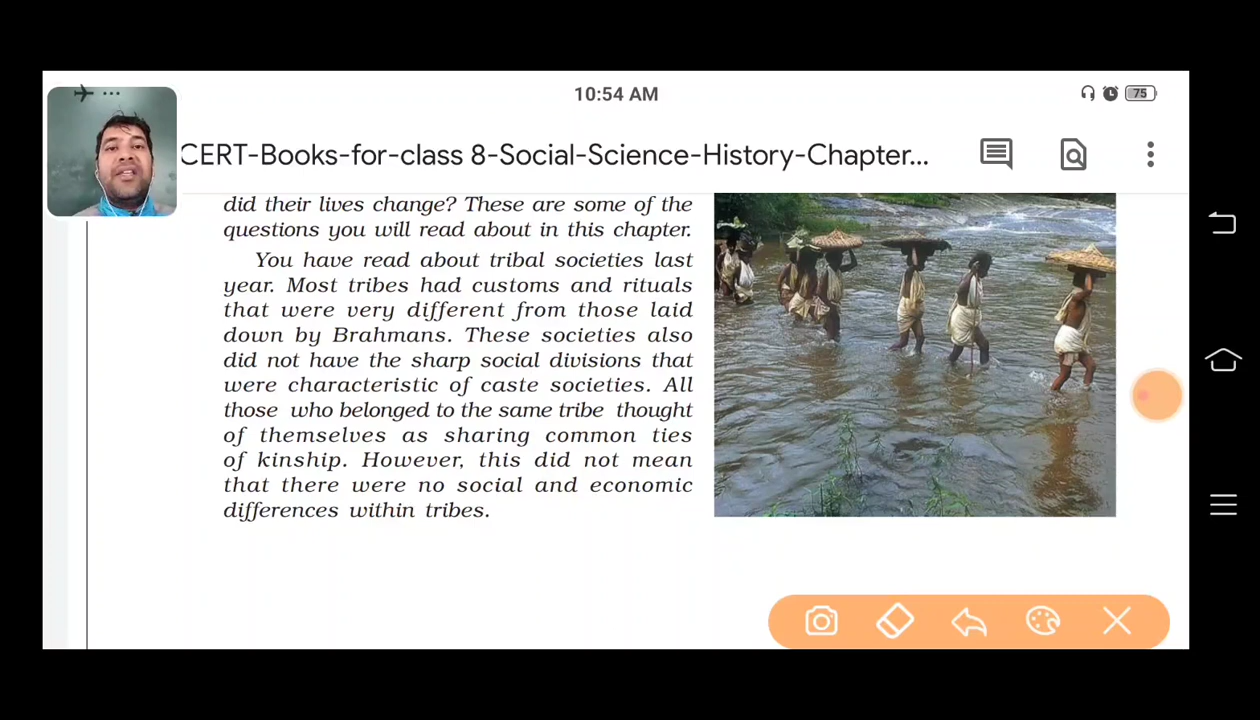 10:54 AM
75
CERT-Books-for-class 8-Social-Science-History-Chapter...
did their lives change? These are some of the
questions you will read about in this chapter.
You have read about tribal societies last
year. Most tribes had customs and rituals
that were very different from those laid
down by Brahmans. These societies also
did not have the sharp social divisions that
were characteristic of caste societies. All
those who belonged to the same tribe thought
of themselves as sharing common ties
of kinship. However, this did not mean
that there were no social and economic
differences within tribes.